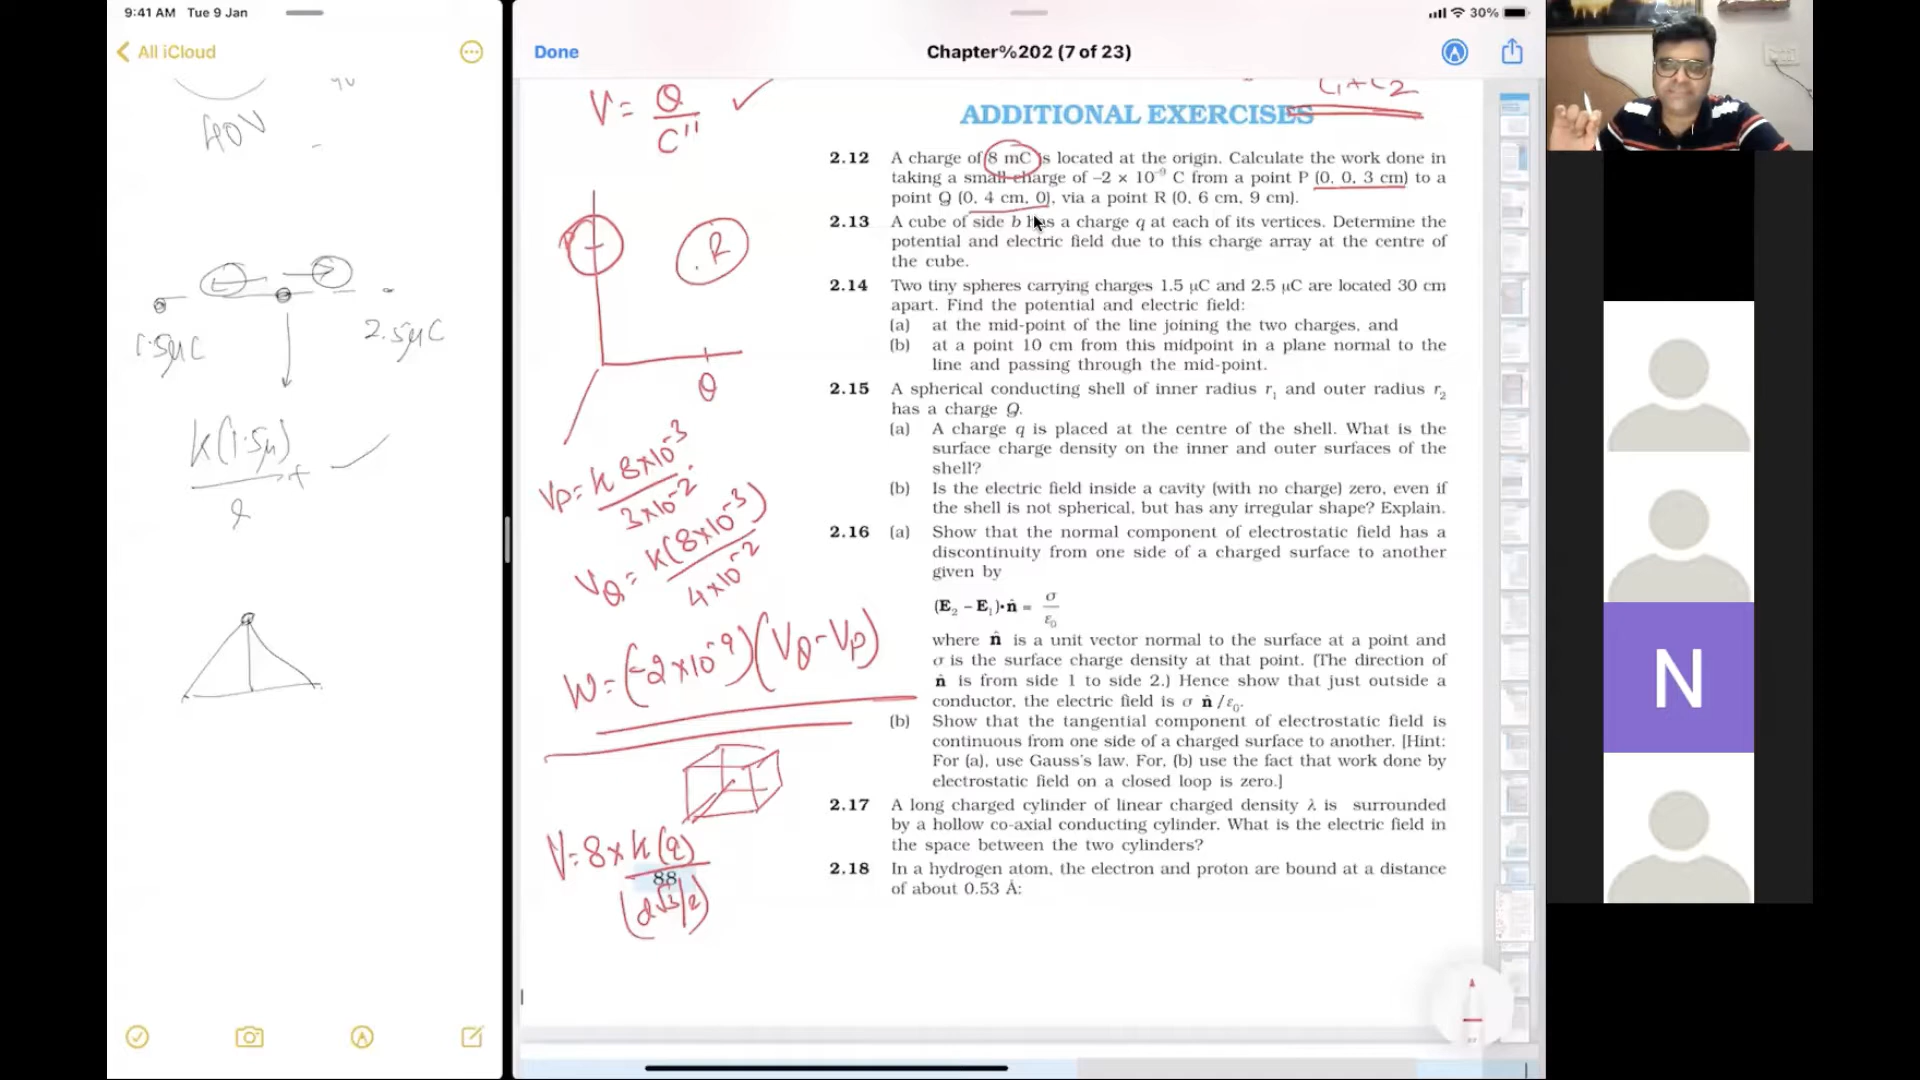 9:41 AM Tue 9 Jan
All iCloud
40V
1.5μC
2.5μC
k(1.5μ)
+
30%
Done
Chapter%202 (7 of 23)
V = Q
C''
C1+C2
ADDITIONAL EXERCISES
2.12 A charge of 8 mC is located at the origin. Calculate the work done in
taking a small charge of –2 × 10⁻⁹ C from a point P (0, 0, 3 cm) to a
point Q (0, 4 cm, 0), via a point R (0, 6 cm, 9 cm).
2.13 A cube of side b has a charge q at each of its vertices. Determine the
potential and electric field due to this charge array at the centre of
the cube.
2.14 Two tiny spheres carrying charges 1.5 μC and 2.5 μC are located 30 cm
apart. Find the potential and electric field:
(a) at the mid-point of the line joining the two charges, and
(b) at a point 10 cm from this midpoint in a plane normal to the
line and passing through the mid-point.
2.15 A spherical conducting shell of inner radius r₁ and outer radius r₂
has a charge Q.
(a) A charge q is placed at the centre of the shell. What is the
surface charge density on the inner and outer surfaces of the
shell?
(b) Is the electric field inside a cavity (with no charge) zero, even if
the shell is not spherical, but has any irregular shape? Explain.
2.16 (a) Show that the normal component of electrostatic field has a
discontinuity from one side of a charged surface to another
given by
(E₂ – E₁)•n̂ = σ
ε₀
where n̂ is a unit vector normal to the surface at a point and
σ is the surface charge density at that point. (The direction of
n̂ is from side 1 to side 2.) Hence show that just outside a
conductor, the electric field is σ n̂ /ε₀.
(b) Show that the tangential component of electrostatic field is
continuous from one side of a charged surface to another. [Hint:
For (a), use Gauss's law. For, (b) use the fact that work done by
electrostatic field on a closed loop is zero.]
2.17 A long charged cylinder of linear charged density λ is surrounded
by a hollow co-axial conducting cylinder. What is the electric field in
the space between the two cylinders?
2.18 In a hydrogen atom, the electron and proton are bound at a distance
of about 0.53 Å:
P
R
Q
VP = k 8×10⁻³
3×10⁻²
VQ = k(8×10⁻³)
4×10⁻²
W = (-2×10⁻⁹)(VQ-VP)
V = 8× k(q)
88
(d√3/2)
N